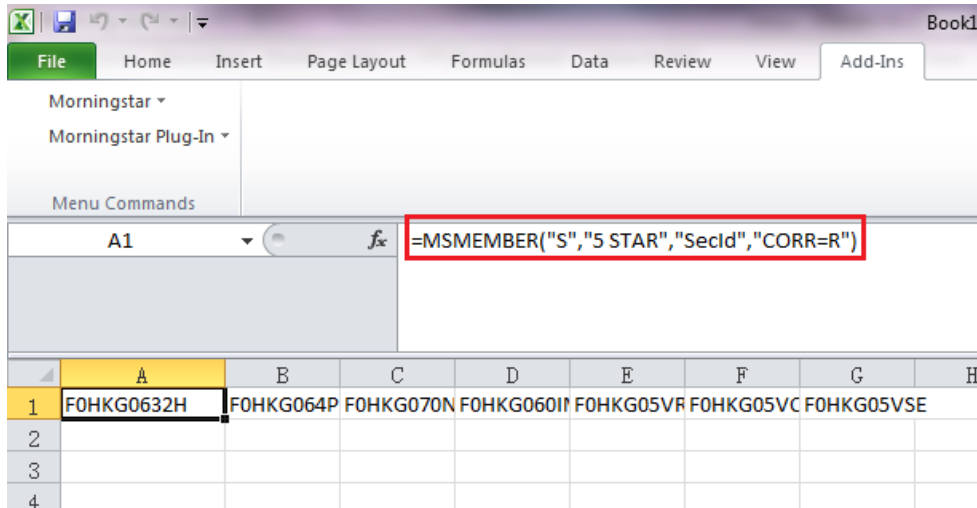 Book1
File Home Insert Page Layout Formulas Data Review View Add-Ins
Morningstar
Morningstar Plug-In
Menu Commands
A1 fx =MSMEMBER("S","5 STAR","SecId","CORR=R")
A B C D E F G H
1 F0HKG0632H F0HKG064P F0HKG070N F0HKG060IN F0HKG05VR F0HKG05VC F0HKG05VSE
2
3
4